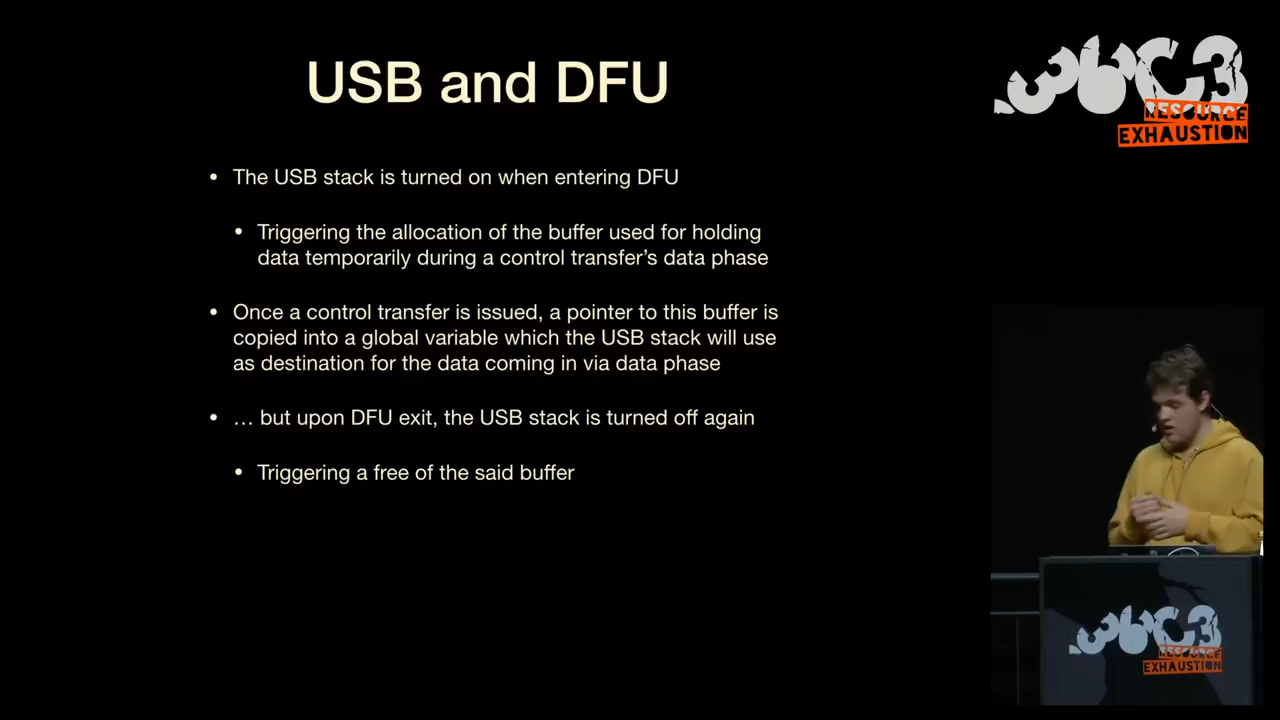 USB and DFU
36C3
RESOURCE
EXHAUSTION
• The USB stack is turned on when entering DFU
• Triggering the allocation of the buffer used for holding
data temporarily during a control transfer’s data phase
• Once a control transfer is issued, a pointer to this buffer is
copied into a global variable which the USB stack will use
as destination for the data coming in via data phase
• … but upon DFU exit, the USB stack is turned off again
• Triggering a free of the said buffer
36C3
RESOURCE
EXHAUSTION